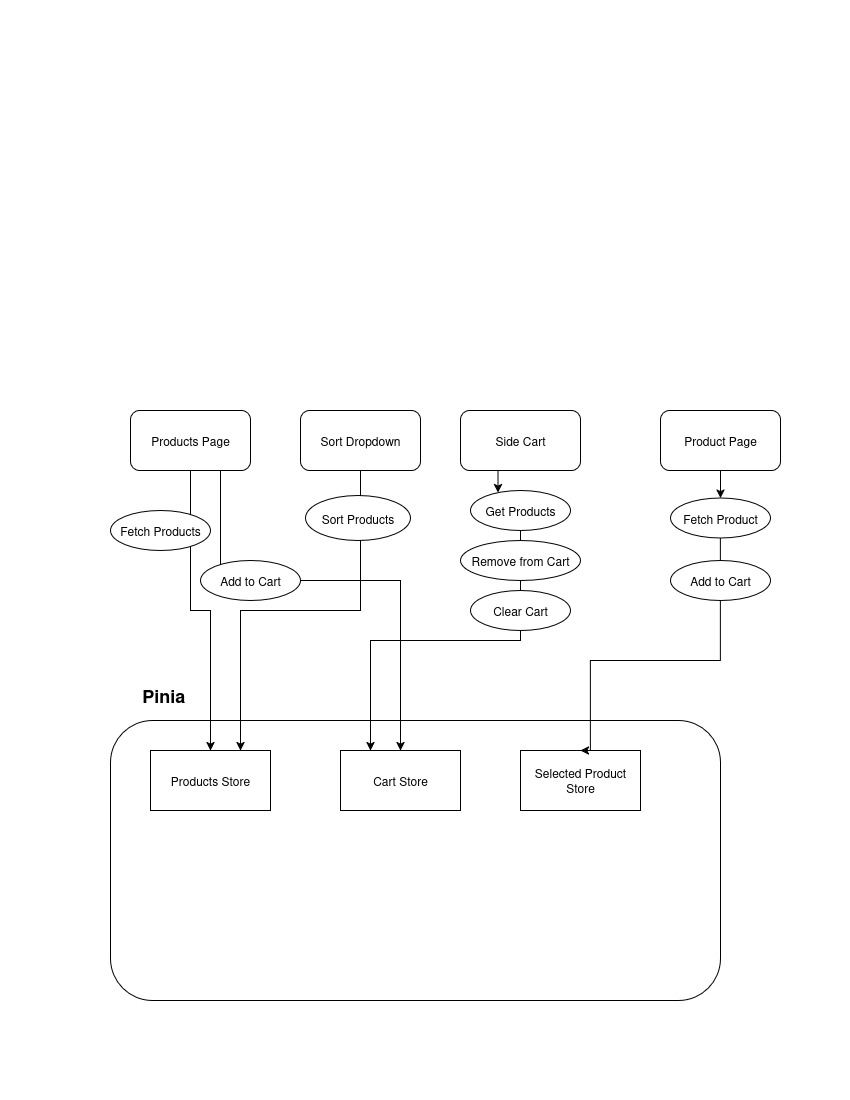 Products Page
Sort Dropdown
Side Cart
Product Page
Fetch Products
Sort Products
Get Products
Fetch Product
Add to Cart
Remove from Cart
Add to Cart
Clear Cart
Pinia
Products Store
Cart Store
Selected Product
Store